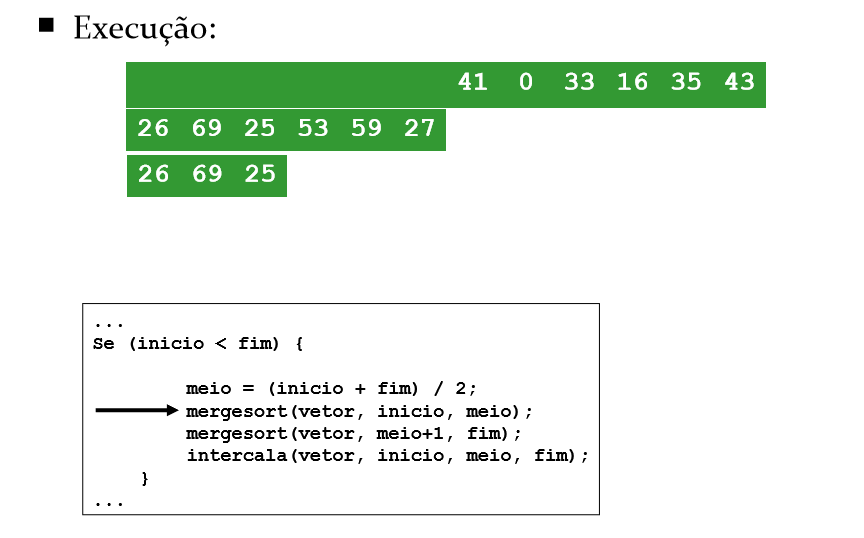 ■ Execução:
41 0 33 16 35 43
26 69 25 53 59 27
26 69 25
...
Se (inicio < fim) {
meio = (inicio + fim) / 2;
mergesort(vetor, inicio, meio);
mergesort(vetor, meio+1, fim);
intercala(vetor, inicio, meio, fim);
}
...